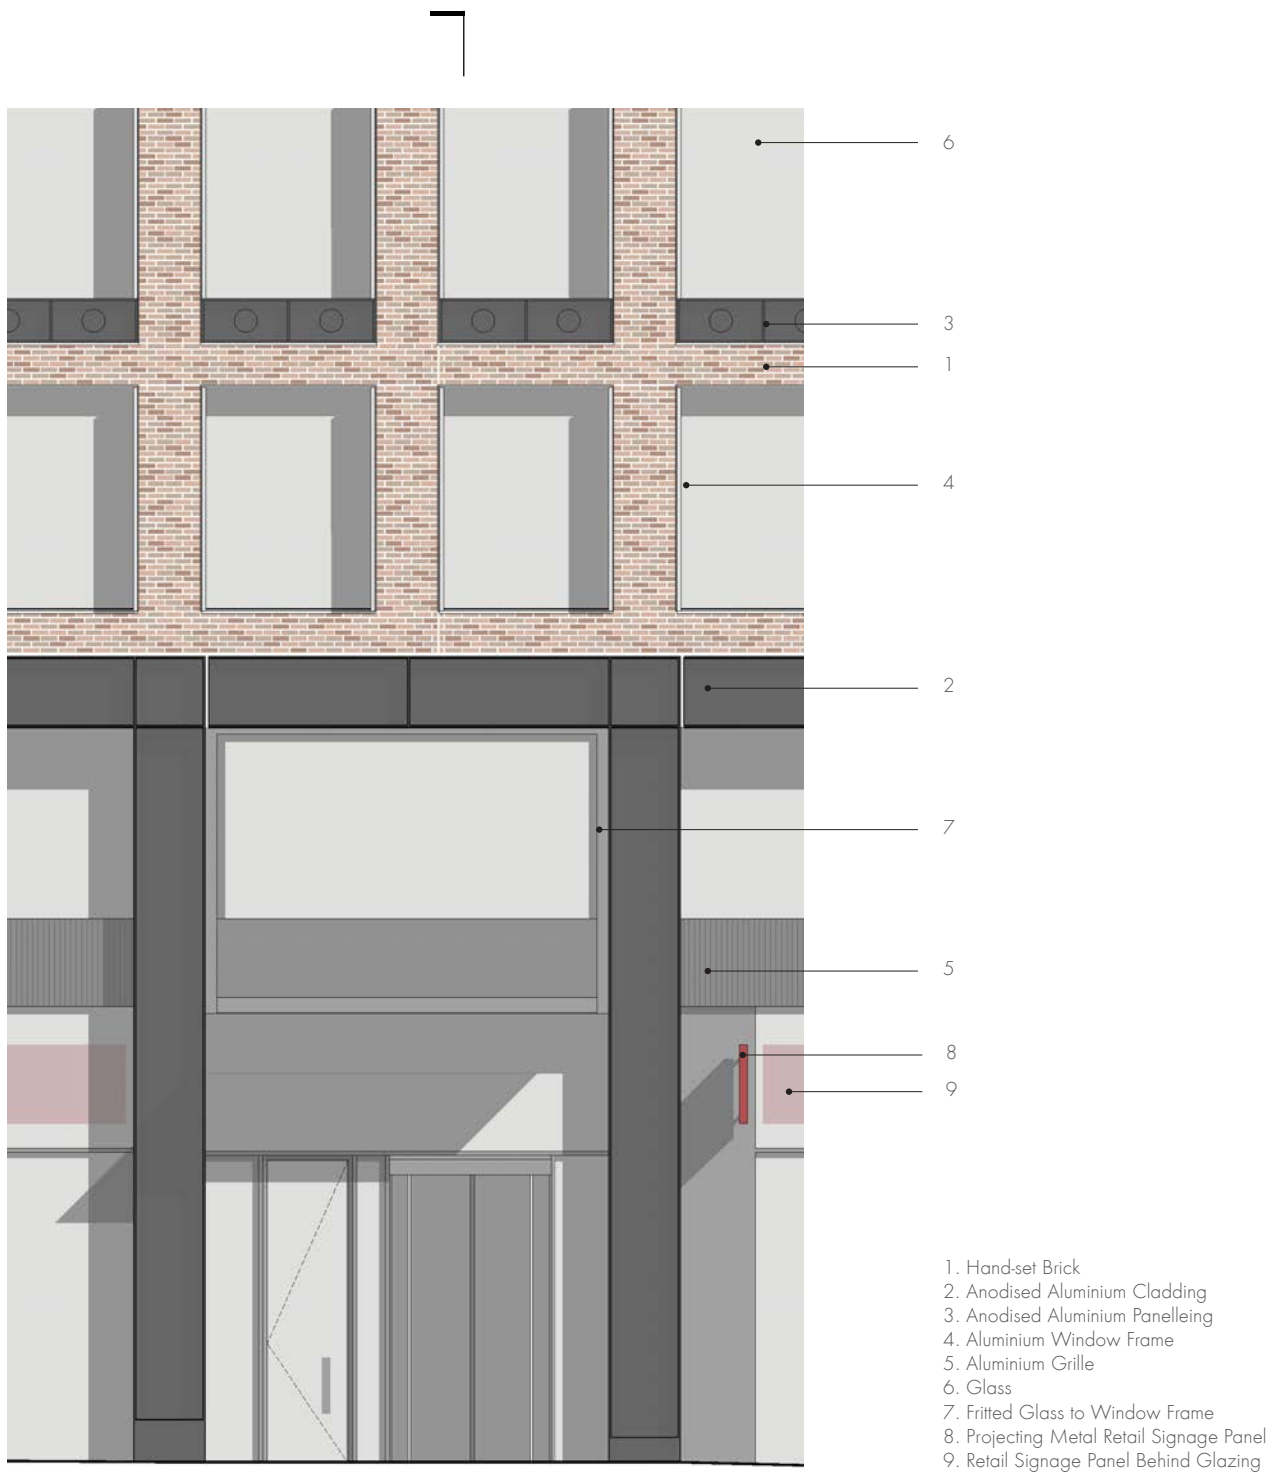 6
3
1
4
2
7
5
8
9
1. Hand-set Brick
2. Anodised Aluminium Cladding
3. Anodised Aluminium Panelleing
4. Aluminium Window Frame
5. Aluminium Grille
6. Glass
7. Fritted Glass to Window Frame
8. Projecting Metal Retail Signage Panel
9. Retail Signage Panel Behind Glazing